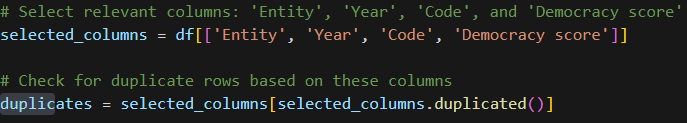 # Select relevant columns: 'Entity', 'Year', 'Code', and 'Democracy score'
selected_columns = df[['Entity', 'Year', 'Code', 'Democracy score']]
# Check for duplicate rows based on these columns
duplicates = selected_columns[selected_columns.duplicated()]